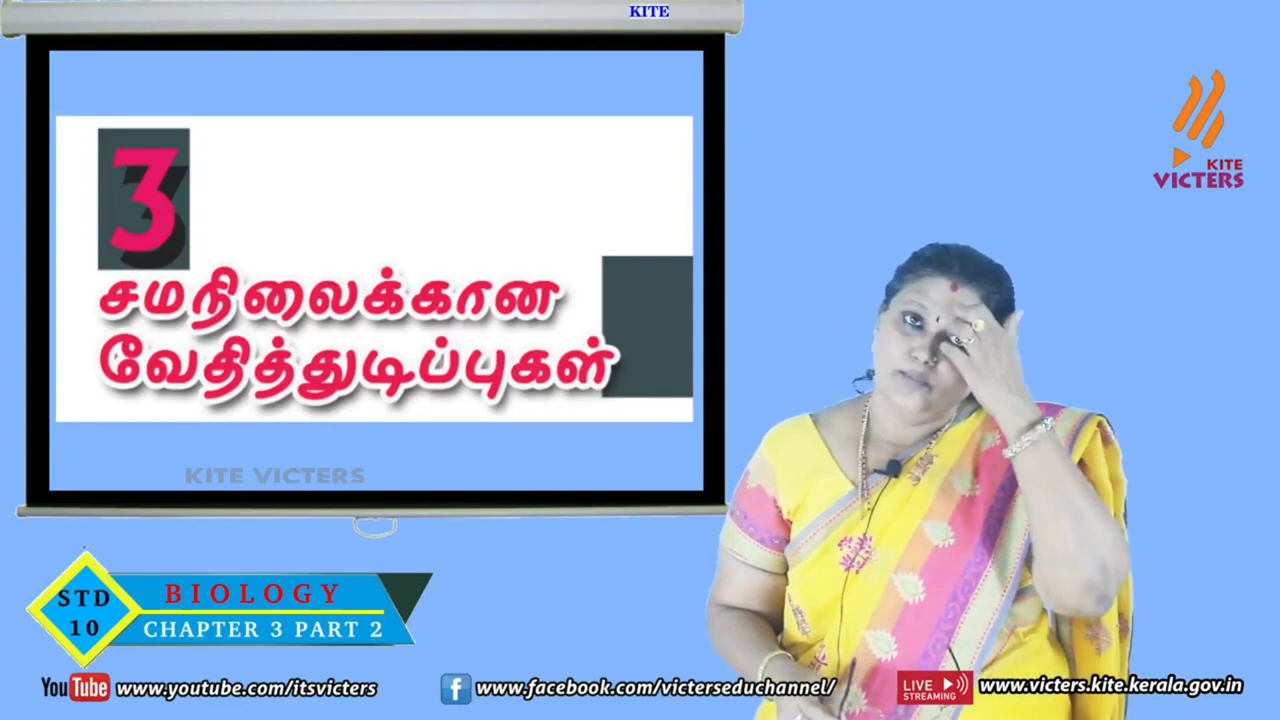 KITE
3
சமநிலைக்கான
வேதித்துடிப்புகள்
KITE VICTERS
KITE
VICTERS
STD
10
BIOLOGY
CHAPTER 3 PART 2
YouTube www.youtube.com/itsvicters
f www.facebook.com/victerseduchannel/
LIVE
STREAMING
www.victers.kite.kerala.gov.in